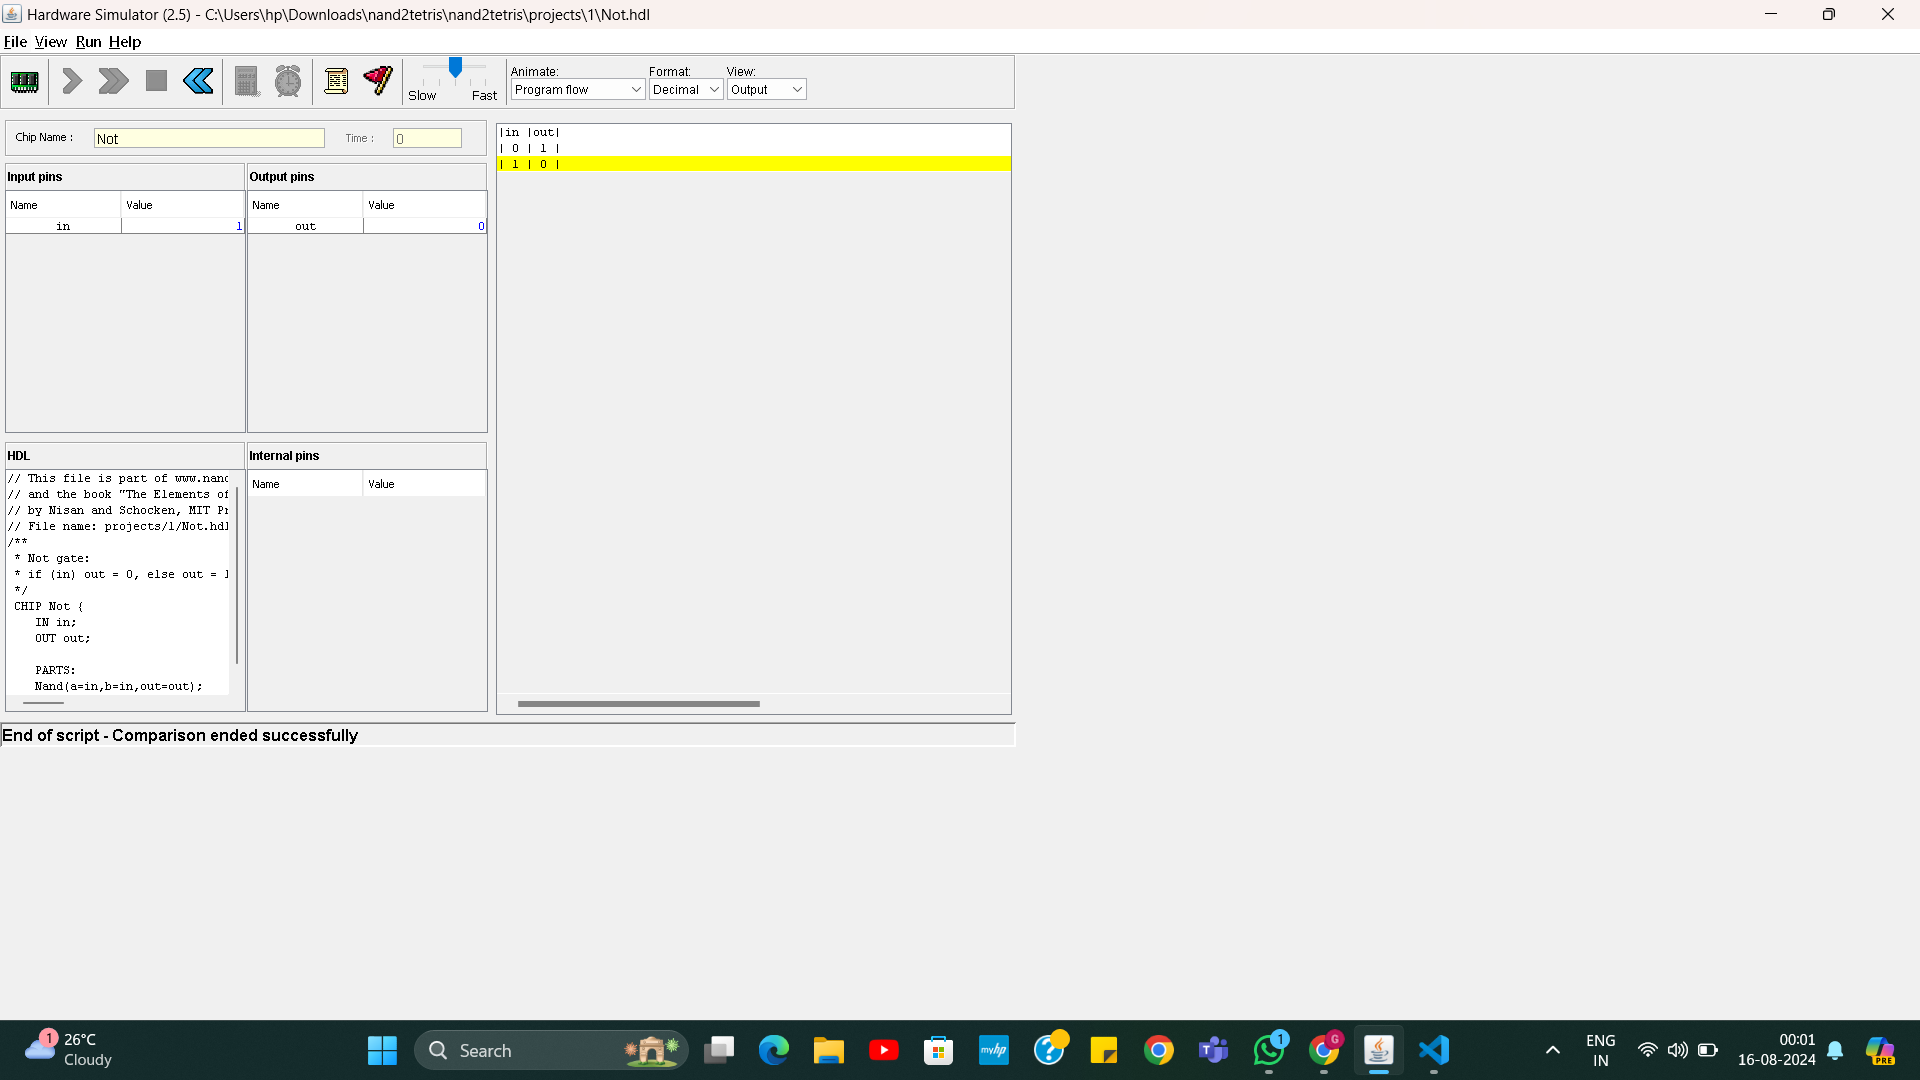 Hardware Simulator (2.5) - C:\Users\hp\Downloads\nand2tetris\nand2tetris\projects\1\Not.hdl
File View Run Help
Slow Fast
Animate: Format: View:
Program flow Decimal Output
Chip Name : Not Time : 0
Input pins Output pins
Name Value Name Value
in 1 out 0
|in |out|
| 0 | 1 |
| 1 | 0 |
HDL
// This file is part of www.nand
// and the book "The Elements of
// by Nisan and Schocken, MIT Pr
// File name: projects/1/Not.hdl
/**
* Not gate:
* if (in) out = 0, else out = 1
*/
CHIP Not {
IN in;
OUT out;
PARTS:
Nand(a=in,b=in,out=out);
Internal pins
Name Value
End of script - Comparison ended successfully
1 26°C
Cloudy
Search
myhp
1
G
ENG
IN
00:01
16-08-2024
PRE